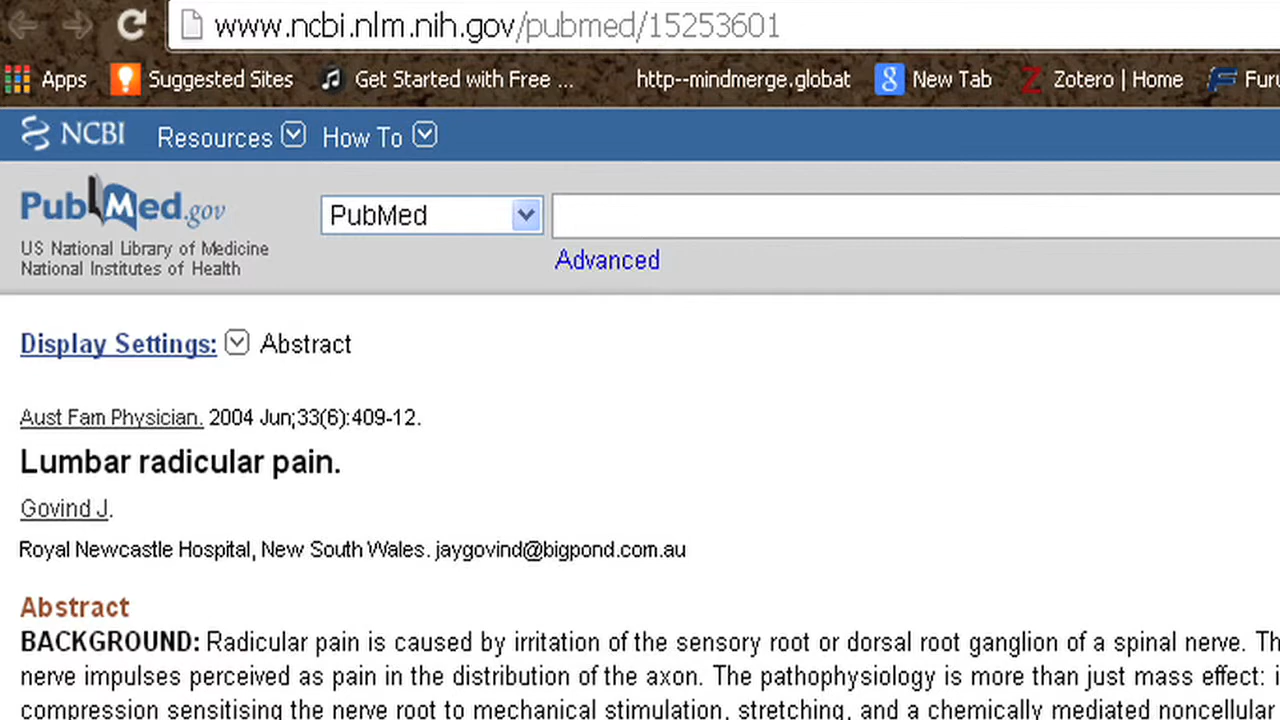 www.ncbi.nlm.nih.gov/pubmed/15253601
Apps Suggested Sites Get Started with Free ... http--mindmerge.globat New Tab Zotero | Home
NCBI Resources How To
PubMed.gov
US National Library of Medicine
National Institutes of Health
PubMed
Advanced
Display Settings: Abstract
Aust Fam Physician. 2004 Jun;33(6):409-12.
Lumbar radicular pain.
Govind J.
Royal Newcastle Hospital, New South Wales. jaygovind@bigpond.com.au
Abstract
BACKGROUND: Radicular pain is caused by irritation of the sensory root or dorsal root ganglion of a spinal nerve. Th
nerve impulses perceived as pain in the distribution of the axon. The pathophysiology is more than just mass effect: i
compression sensitising the nerve root to mechanical stimulation, stretching, and a chemically mediated noncellular